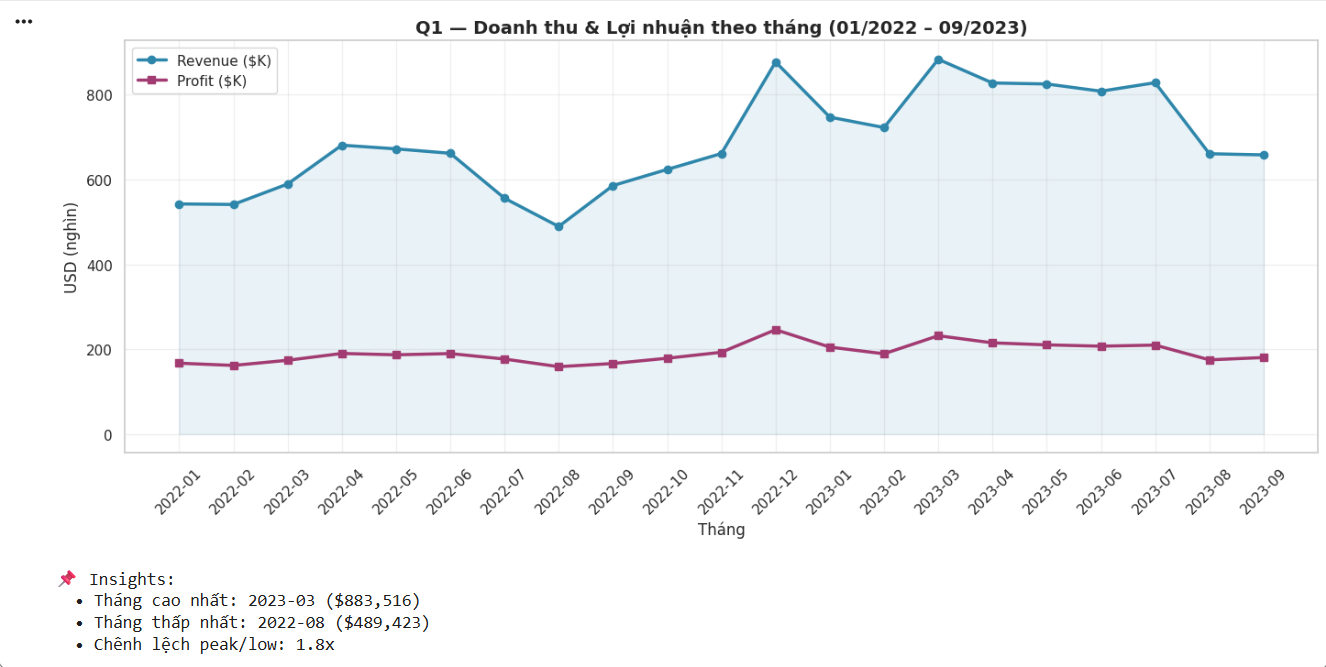 •••
Q1 — Doanh thu & Lợi nhuận theo tháng (01/2022 – 09/2023)
Revenue ($K)
Profit ($K)
USD (nghìn)
800
600
400
200
0
2022-01 2022-02 2022-03 2022-04 2022-05 2022-06 2022-07 2022-08 2022-09 2022-10 2022-11 2022-12 2023-01 2023-02 2023-03 2023-04 2023-05 2023-06 2023-07 2023-08 2023-09
Tháng
📌 Insights:
• Tháng cao nhất: 2023-03 ($883,516)
• Tháng thấp nhất: 2022-08 ($489,423)
• Chênh lệch peak/low: 1.8x